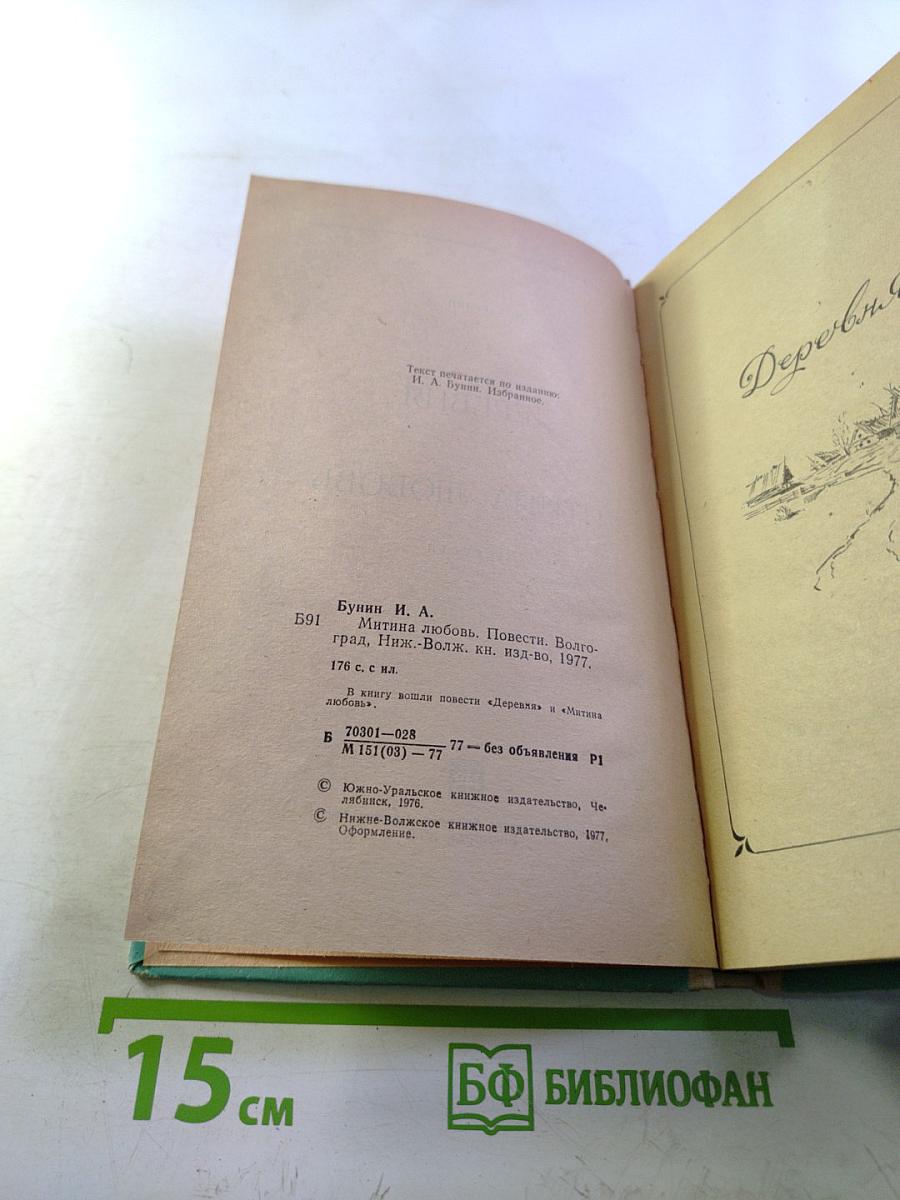 Текст печатается по изданию:
И. А. Бунин. Избранное.
Бунин И. А.
Б91 Митина любовь. Повести. Волго-
град, Ниж.-Волж. кн. изд-во, 1977.
176 с. с ил.
В книгу вошли повести «Деревня» и «Митина
любовь».
Б 70301—028
М 151(03) — 77 77 — без объявления Р1
© Южно-Уральское книжное издательство, Че-
лябинск, 1976.
© Нижне-Волжское книжное издательство, 1977,
Оформление.
Деревня
15 см
БФ БИБЛИОФАН